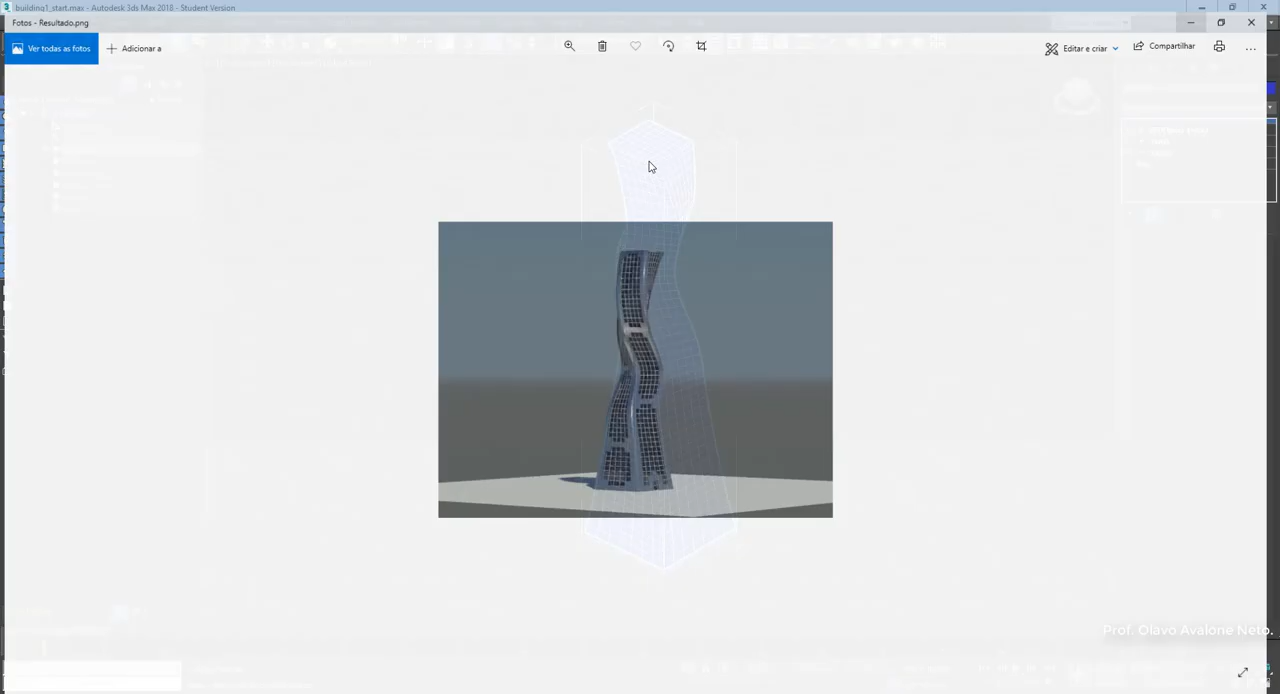 building1_start.max - Autodesk 3ds Max 2018 - Student Version
Fotos - Resultado.png
Ver todas as fotos
Adicionar a
Editar e criar
Compartilhar
Prof. Olavo Avalone Neto.